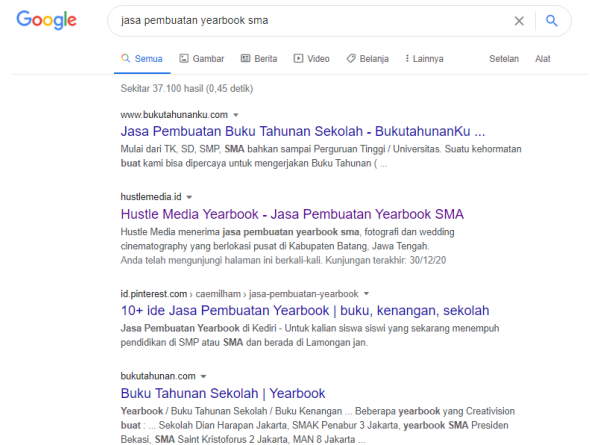 Google
jasa pembuatan yearbook sma
Semua Gambar Berita Video Belanja Lainnya Setelan Alat
Sekitar 37.100 hasil (0,45 detik)
www.bukutahunanku.com
Jasa Pembuatan Buku Tahunan Sekolah - BukutahunanKu ...
Mulai dari TK, SD, SMP, SMA bahkan sampai Perguruan Tinggi / Universitas. Suatu kehormatan
buat kami bisa dipercaya untuk mengerjakan Buku Tahunan ( ...
hustlemedia.id
Hustle Media Yearbook - Jasa Pembuatan Yearbook SMA
Hustle Media menerima jasa pembuatan yearbook sma, fotografi dan wedding
cinematography yang berlokasi pusat di Kabupaten Batang, Jawa Tengah.
Anda telah mengunjungi halaman ini berkali-kali. Kunjungan terakhir: 30/12/20
id.pinterest.com › caemilham › jasa-pembuatan-yearbook
10+ ide Jasa Pembuatan Yearbook | buku, kenangan, sekolah
Jasa Pembuatan Yearbook di Kediri - Untuk kalian siswa siswi yang sekarang menempuh
pendidikan di SMP atau SMA dan berada di Lamongan jan.
bukutahunan.com
Buku Tahunan Sekolah | Yearbook
Yearbook / Buku Tahunan Sekolah / Buku Kenangan ... Beberapa yearbook yang Creativision
buat : ... Sekolah Dian Harapan Jakarta, SMAK Penabur 3 Jakarta, yearbook SMA Presiden
Bekasi, SMA Saint Kristoforus 2 Jakarta, MAN 8 Jakarta ...